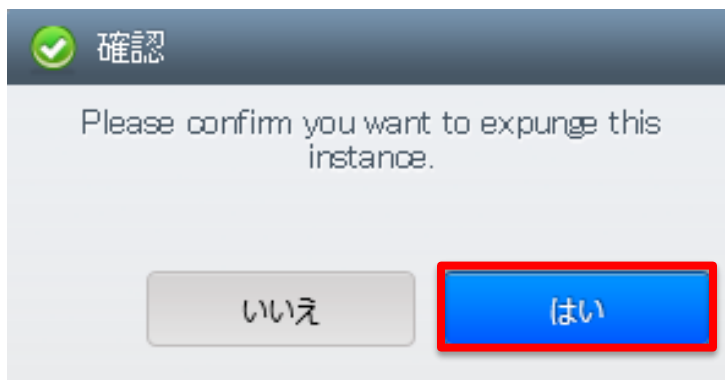 確認
Please confirm you want to expunge this
instance.
いいえ
はい